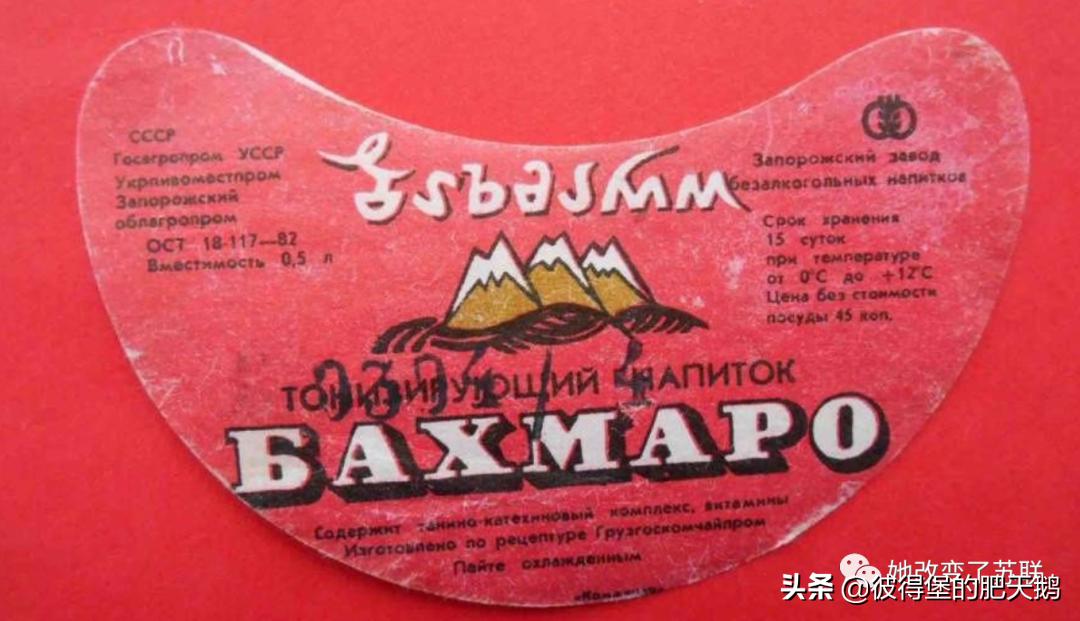 СССР
Госагропром УССР
Укрпивоместпром
Запорожский
облагропром
ОСТ 18-117—82
Вместимость 0,5 л
ბახმარო
Запорожский завод
безалкогольных напитков
Срок хранения
15 суток
при температуре
от 0°С до +12°С
Цена без стоимости
посуды 45 коп.
ТОНИЗИРУЮЩИЙ НАПИТОК
БАХМАРО
Содержит танино-катехиновый комплекс, витамины
Изготовлено по рецептуре Грузгоскомчайпром
Пейте охлажденным
她改变了苏联
头条 @彼得堡的肥天鹅